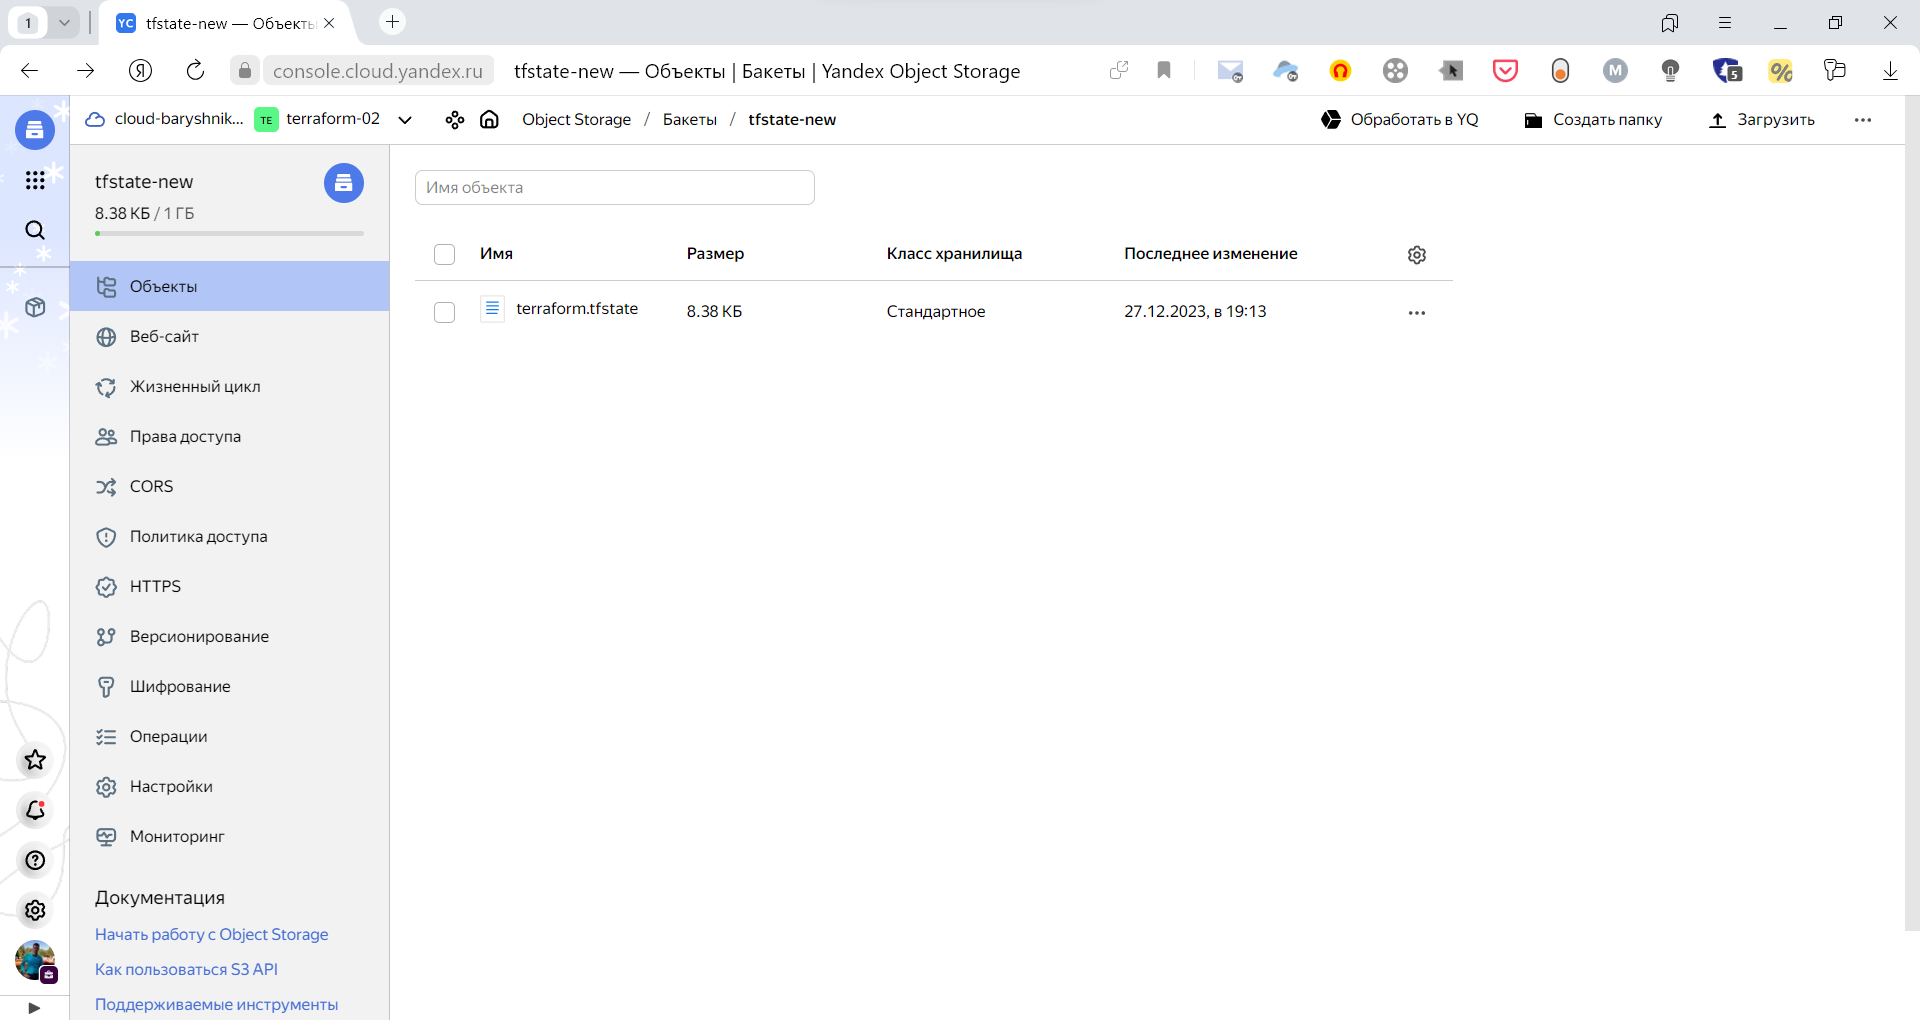 1
YC tfstate-new — Объекты
console.cloud.yandex.ru tfstate-new — Объекты | Бакеты | Yandex Object Storage
M 5 %
cloud-baryshnik... TE terraform-02 Object Storage / Бакеты / tfstate-new Обработать в YQ Создать папку Загрузить
tfstate-new
8.38 КБ / 1 ГБ
Объекты
Веб-сайт
Жизненный цикл
Права доступа
CORS
Политика доступа
HTTPS
Версионирование
Шифрование
Операции
Настройки
Мониторинг
Документация
Начать работу с Object Storage
Как пользоваться S3 API
Поддерживаемые инструменты
Имя объекта
Имя Размер Класс хранилища Последнее изменение
terraform.tfstate 8.38 КБ Стандартное 27.12.2023, в 19:13